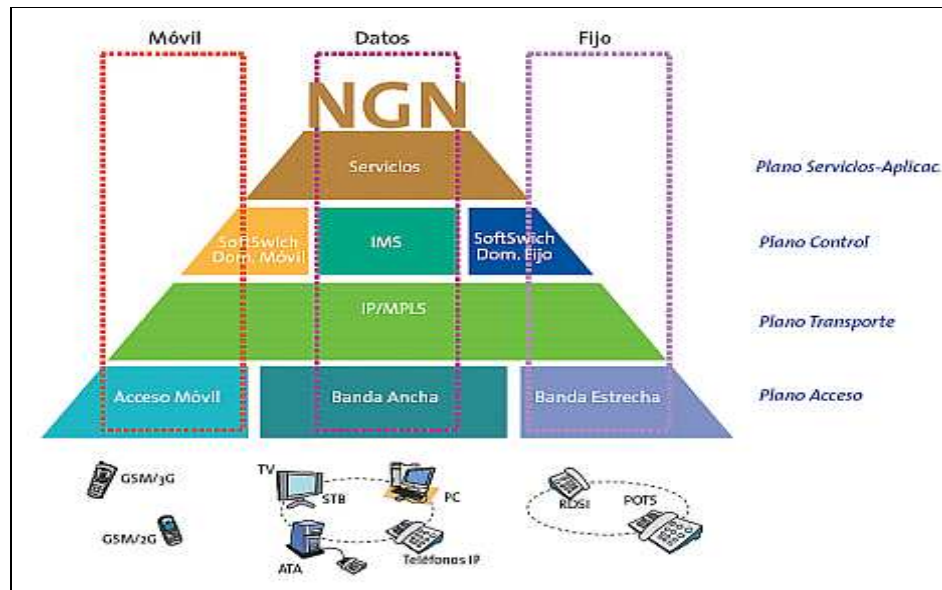 Móvil Datos Fijo
NGN
Servicios
Plano Servicios-Aplicac.
SoftSwich
Dom. Móvil
IMS
SoftSwich
Dom. Fijo
Plano Control
IP/MPLS
Plano Transporte
Acceso Móvil
Banda Ancha
Banda Estrecha
Plano Acceso
GSM/3G
GSM/2G
TV
STB
PC
ATA
Teléfonos IP
RDSI
POTS